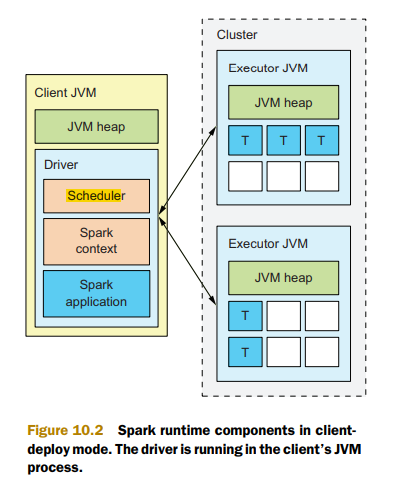 Client JVM
JVM heap
Driver
Scheduler
Spark
context
Spark
application
Cluster
Executor JVM
JVM heap
T T T
Executor JVM
JVM heap
T
T
Figure 10.2 Spark runtime components in client-
deploy mode. The driver is running in the client's JVM
process.